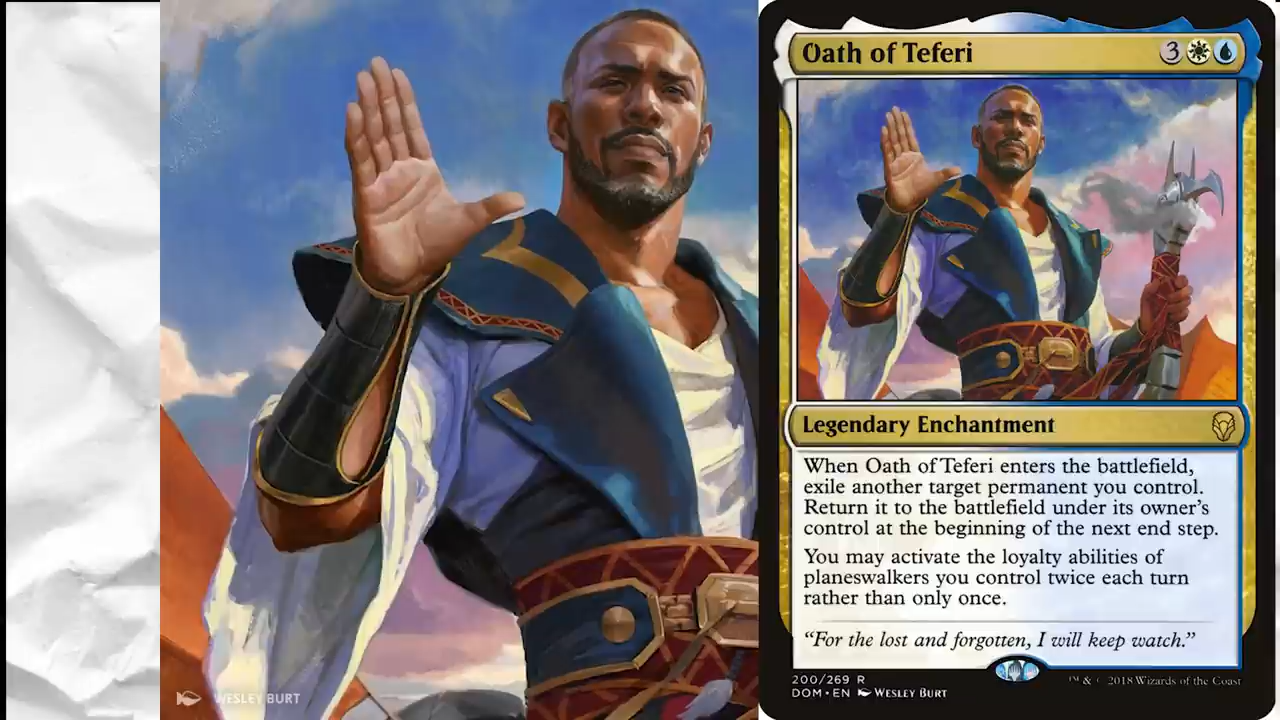 WESLEY BURT
Oath of Teferi
3
Legendary Enchantment
When Oath of Teferi enters the battlefield,
exile another target permanent you control.
Return it to the battlefield under its owner's
control at the beginning of the next end step.
You may activate the loyalty abilities of
planeswalkers you control twice each turn
rather than only once.
"For the lost and forgotten, I will keep watch."
200/269 R
DOM • EN WESLEY BURT
™ & © 2018 Wizards of the Coast